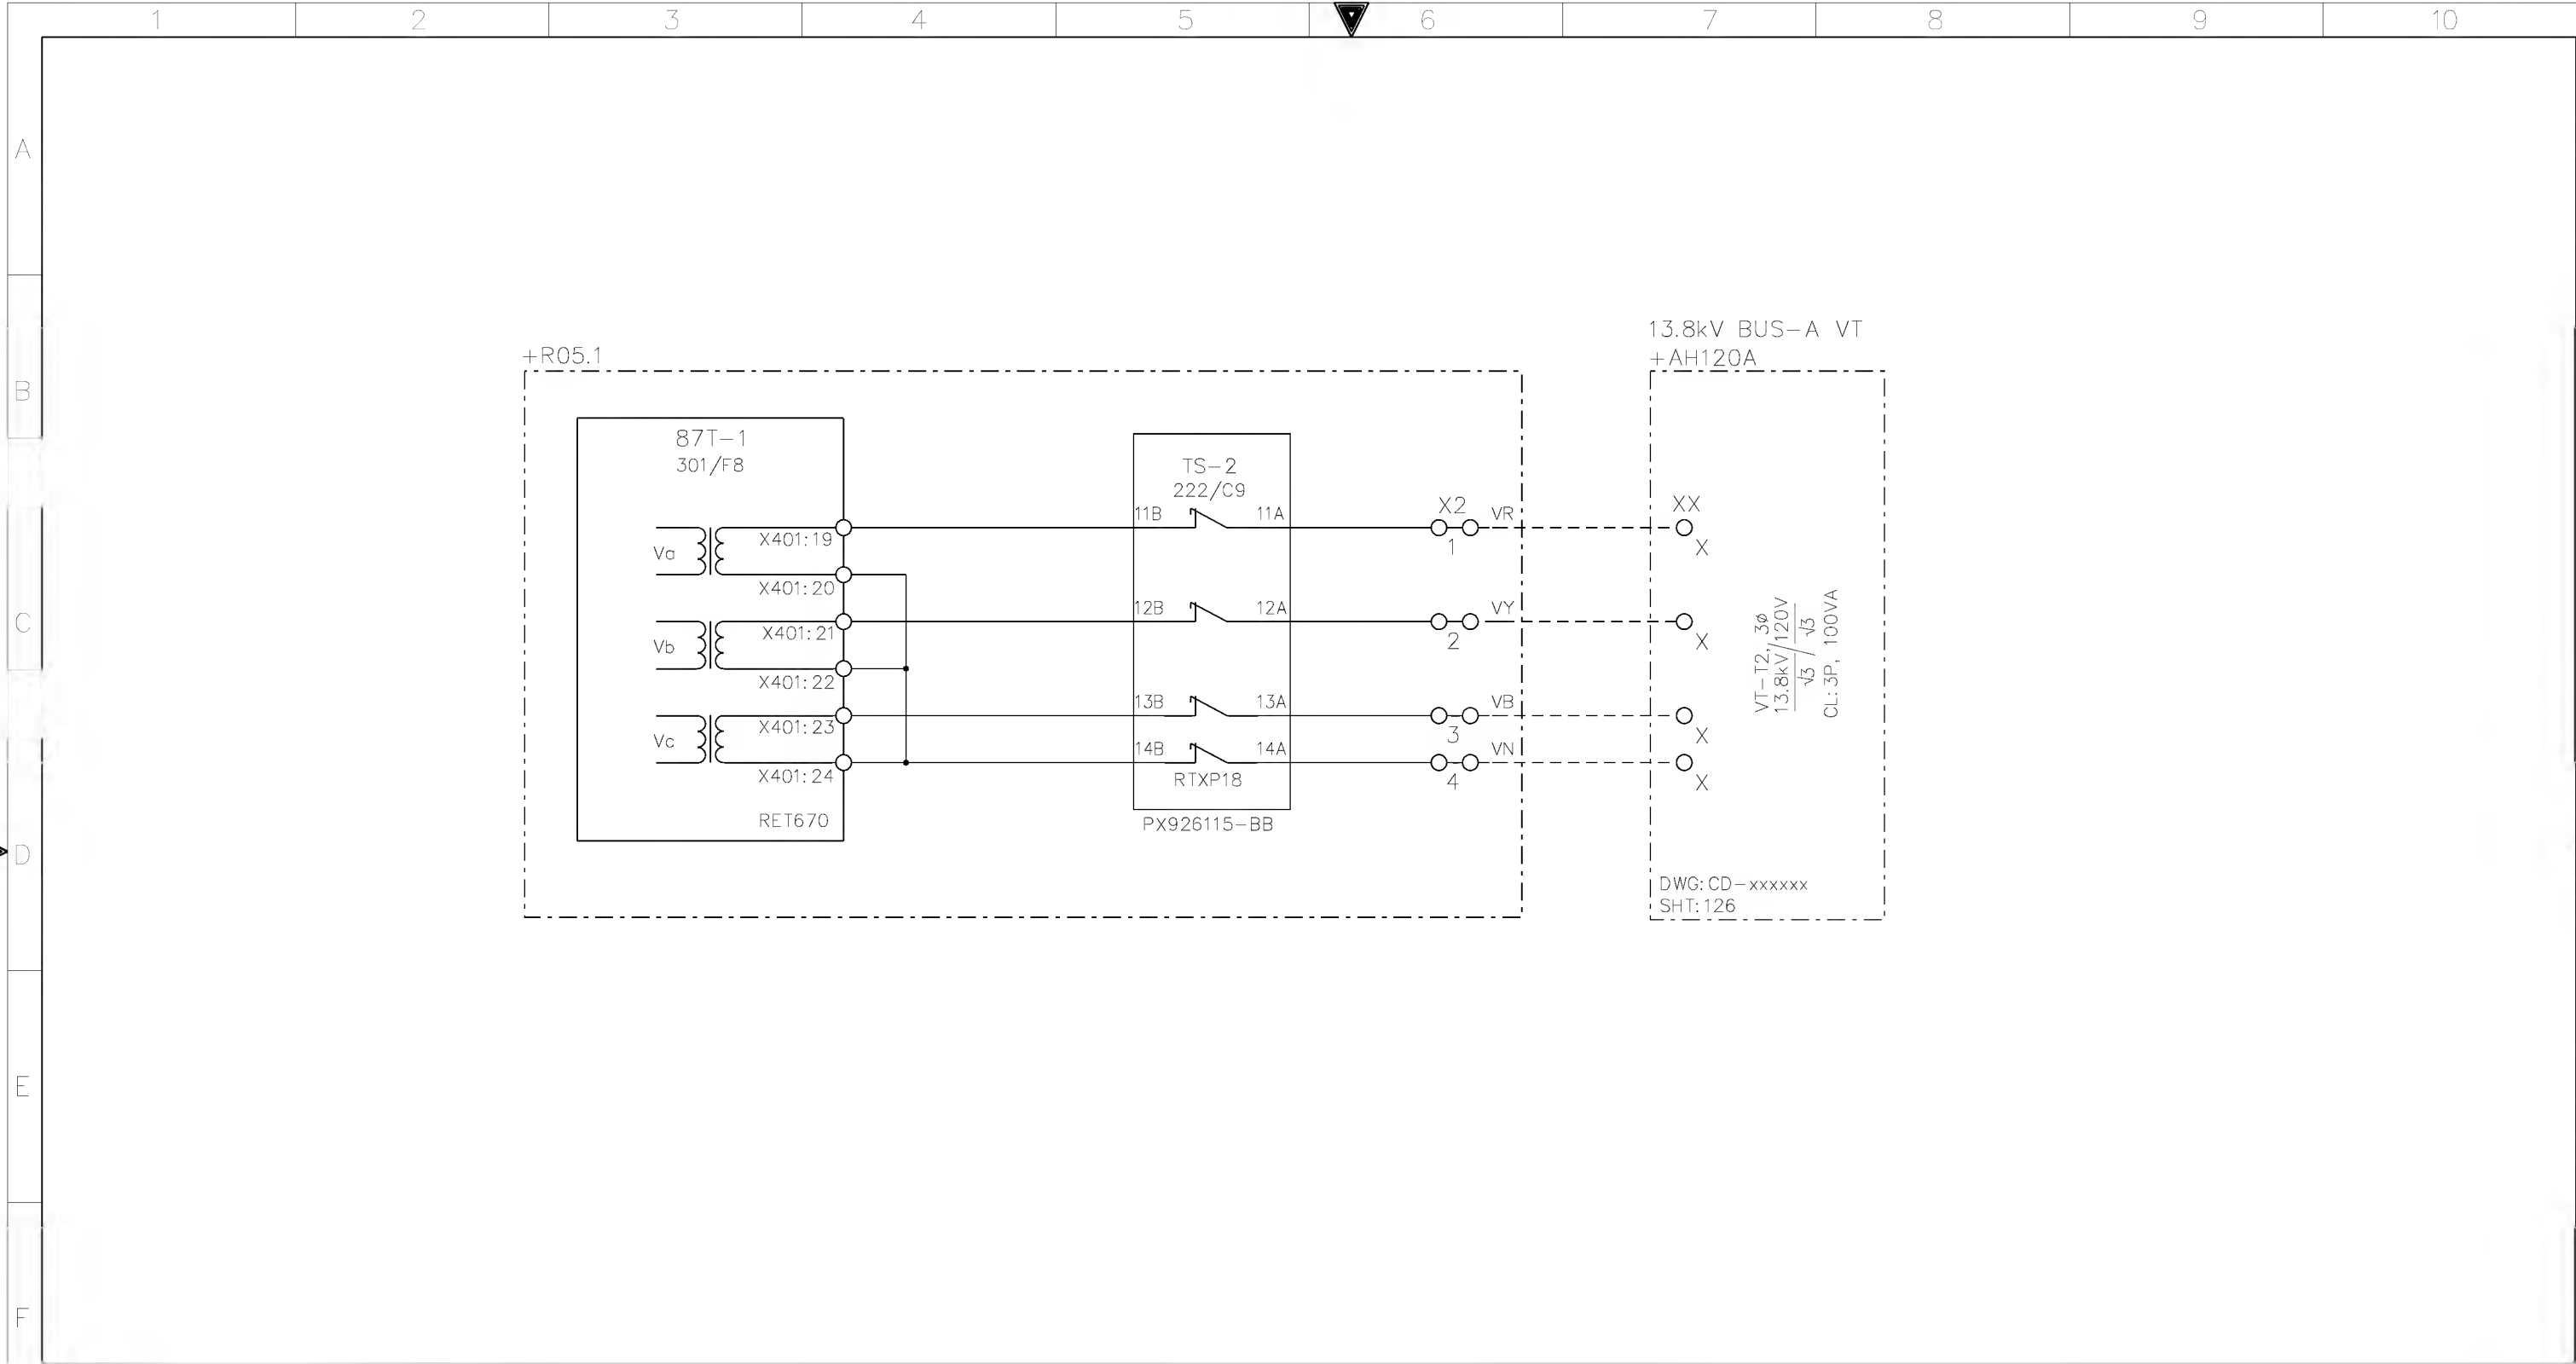 1 2 3 4 5 6 7 8 9 10
A
B
C
D
E
F
+R05.1
87T-1
301/F8
Va
X401:19
X401:20
Vb
X401:21
X401:22
Vc
X401:23
X401:24
RET670
TS-2
222/C9
11B 11A
12B 12A
13B 13A
14B 14A
RTXP18
PX926115-BB
X2
1 VR
2 VY
3 VB
4 VN
13.8kV BUS-A VT
+AH120A
XX
X
X
X
X
VT-T2, 3ø
13.8kV/120V
√3 / √3
CL: 3P, 100VA
DWG: CD-xxxxxx
SHT: 126